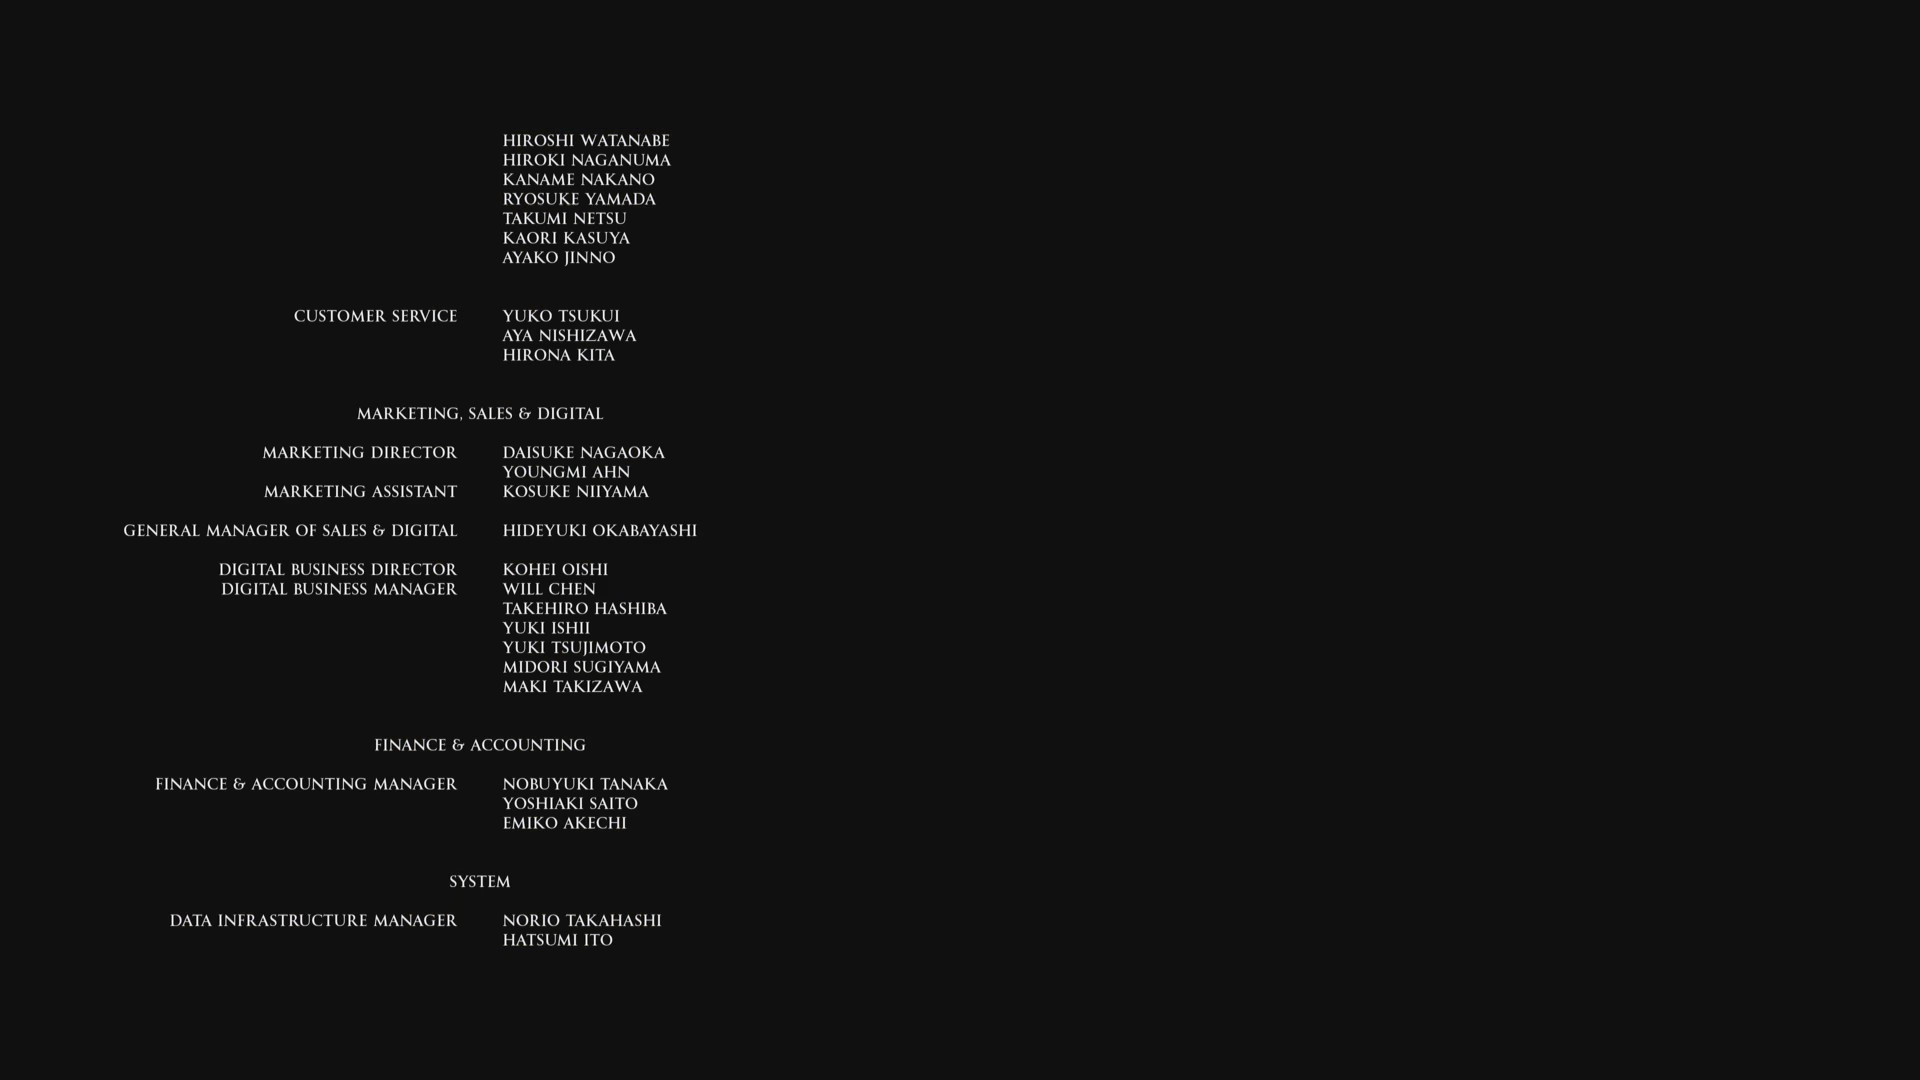 HIROSHI WATANABE
HIROKI NAGANUMA
KANAME NAKANO
RYOSUKE YAMADA
TAKUMI NETSU
KAORI KASUYA
AYAKO JINNO
CUSTOMER SERVICE YUKO TSUKUI
AYA NISHIZAWA
HIRONA KITA
MARKETING, SALES & DIGITAL
MARKETING DIRECTOR DAISUKE NAGAOKA
YOUNGMI AHN
MARKETING ASSISTANT KOSUKE NIIYAMA
GENERAL MANAGER OF SALES & DIGITAL HIDEYUKI OKABAYASHI
DIGITAL BUSINESS DIRECTOR KOHEI OISHI
DIGITAL BUSINESS MANAGER WILL CHEN
TAKEHIRO HASHIBA
YUKI ISHII
YUKI TSUJIMOTO
MIDORI SUGIYAMA
MAKI TAKIZAWA
FINANCE & ACCOUNTING
FINANCE & ACCOUNTING MANAGER NOBUYUKI TANAKA
YOSHIAKI SAITO
EMIKO AKECHI
SYSTEM
DATA INFRASTRUCTURE MANAGER NORIO TAKAHASHI
HATSUMI ITO